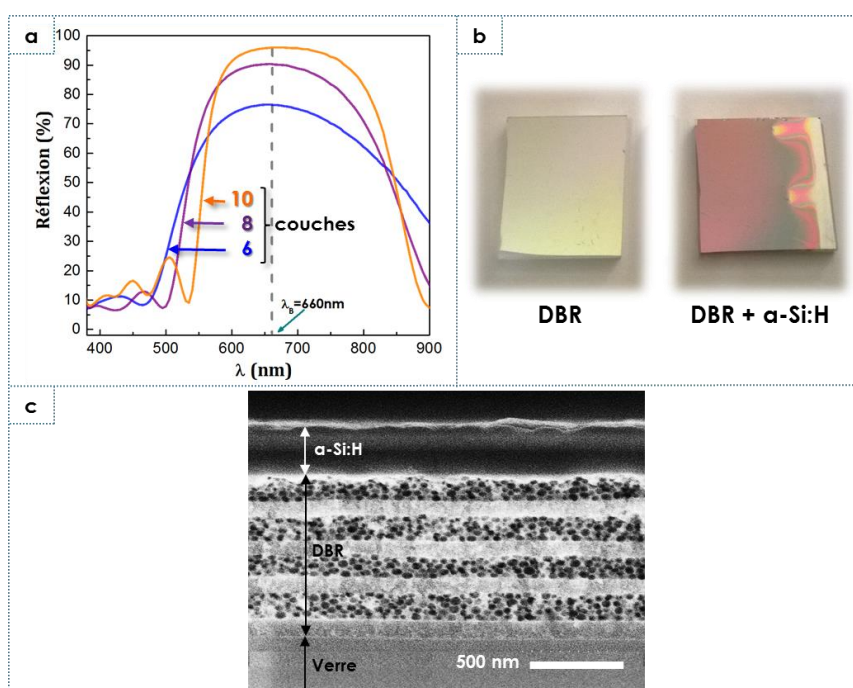 a
100
90
80
70
60
50
40
30
20
10
0
Réflexion (%)
10
8
6
couches
λB=660nm
400 500 600 700 800 900
λ (nm)
b
DBR DBR + a-Si:H
c
a-Si:H
DBR
Verre
500 nm